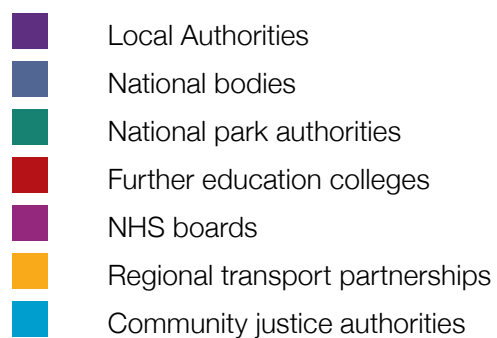 Local Authorities
National bodies
National park authorities
Further education colleges
NHS boards
Regional transport partnerships
Community justice authorities